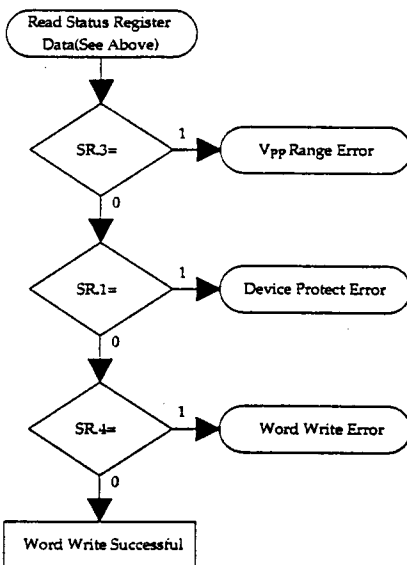 Read Status Register
Data(See Above)
SR.3=
1
VPP Range Error
0
SR.1=
1
Device Protect Error
0
SR.4=
1
Word Write Error
0
Word Write Successful